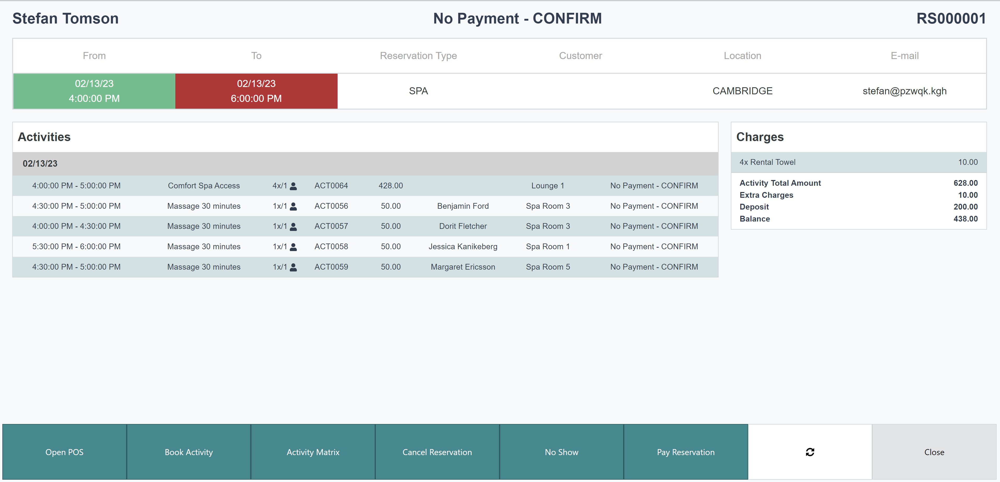 Stefan Tomson No Payment - CONFIRM RS000001
From To Reservation Type Customer Location E-mail
02/13/23 02/13/23
4:00:00 PM 6:00:00 PM
SPA CAMBRIDGE stefan@pzwqk.kgh
Activities
02/13/23
4:00:00 PM - 5:00:00 PM Comfort Spa Access 4x/1 ACT0064 428.00 Lounge 1 No Payment - CONFIRM
4:30:00 PM - 5:00:00 PM Massage 30 minutes 1x/1 ACT0056 50.00 Benjamin Ford Spa Room 3 No Payment - CONFIRM
4:00:00 PM - 4:30:00 PM Massage 30 minutes 1x/1 ACT0057 50.00 Dorit Fletcher Spa Room 3 No Payment - CONFIRM
5:30:00 PM - 6:00:00 PM Massage 30 minutes 1x/1 ACT0058 50.00 Jessica Kanikeberg Spa Room 1 No Payment - CONFIRM
4:30:00 PM - 5:00:00 PM Massage 30 minutes 1x/1 ACT0059 50.00 Margaret Ericsson Spa Room 5 No Payment - CONFIRM
Charges
4x Rental Towel 10.00
Activity Total Amount 628.00
Extra Charges 10.00
Deposit 200.00
Balance 438.00
Open POS Book Activity Activity Matrix Cancel Reservation No Show Pay Reservation Close